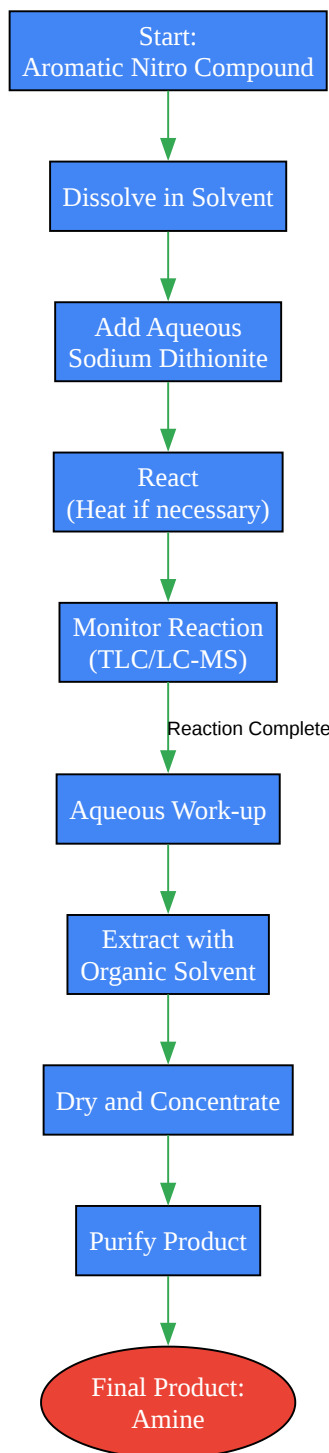 Start:
Aromatic Nitro Compound
Dissolve in Solvent
Add Aqueous
Sodium Dithionite
React
(Heat if necessary)
Monitor Reaction
(TLC/LC-MS)
Reaction Complete
Aqueous Work-up
Extract with
Organic Solvent
Dry and Concentrate
Purify Product
Final Product:
Amine